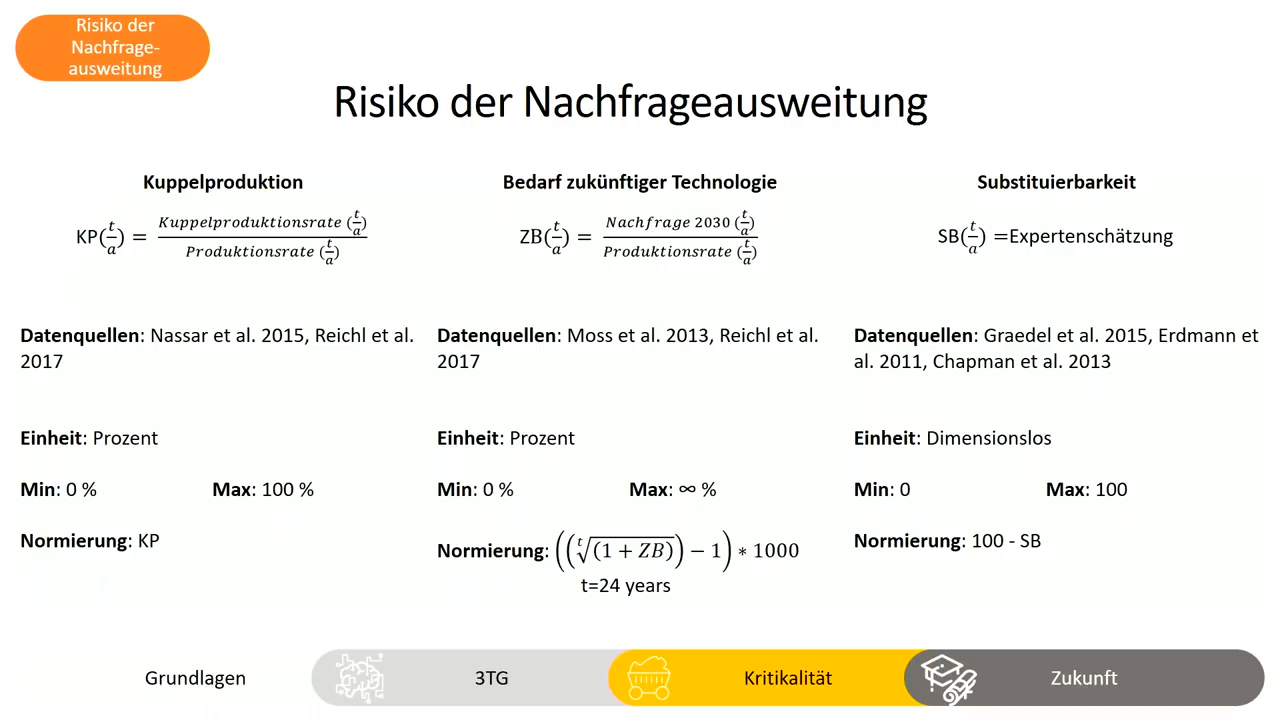 Risiko der
Nachfrage-
ausweitung
Risiko der Nachfrageausweitung
Kuppelproduktion
KP(t/a) = Kuppelproduktionsrate (t/a) / Produktionsrate (t/a)
Datenquellen: Nassar et al. 2015, Reichl et al.
2017
Einheit: Prozent
Min: 0 % Max: 100 %
Normierung: KP
Bedarf zukünftiger Technologie
ZB(t/a) = Nachfrage 2030 (t/a) / Produktionsrate (t/a)
Datenquellen: Moss et al. 2013, Reichl et al.
2017
Einheit: Prozent
Min: 0 % Max: ∞ %
Normierung: ((ᵗ√(1 + ZB)) − 1) ∗ 1000
t=24 years
Substituierbarkeit
SB(t/a) =Expertenschätzung
Datenquellen: Graedel et al. 2015, Erdmann et
al. 2011, Chapman et al. 2013
Einheit: Dimensionslos
Min: 0 Max: 100
Normierung: 100 - SB
Grundlagen 3TG Kritikalität Zukunft